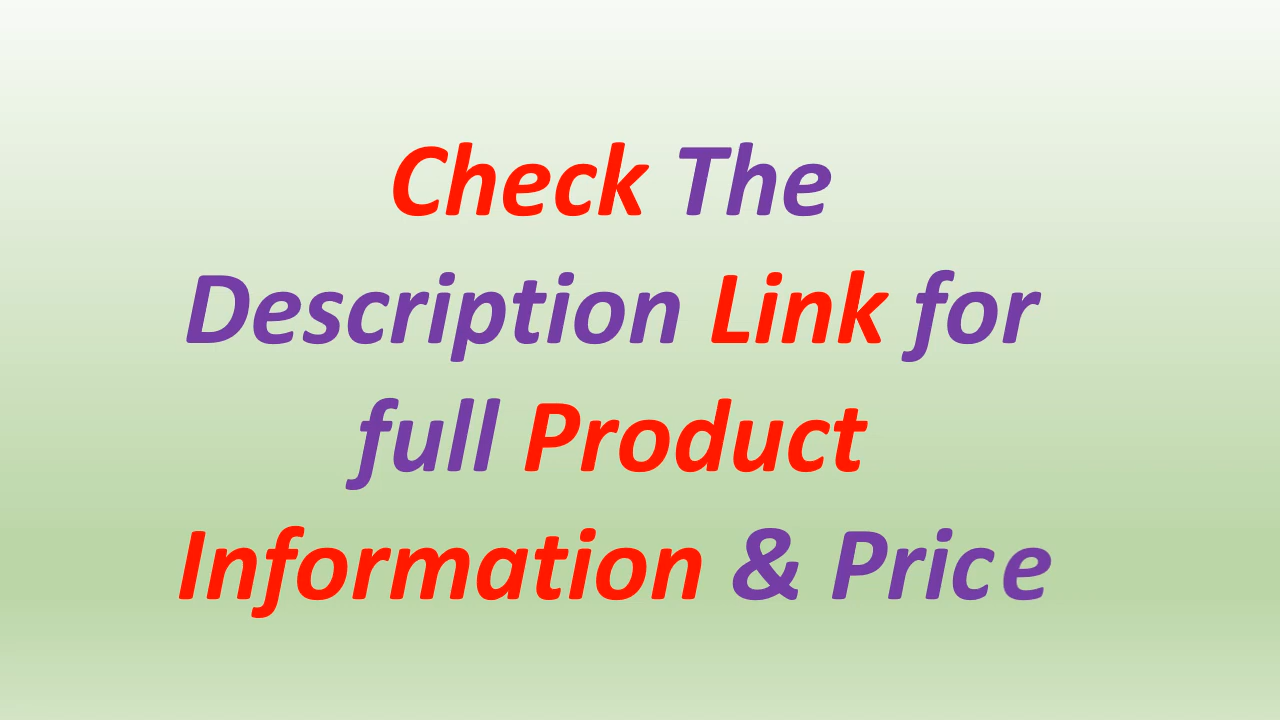 Check The
Description Link for
full Product
Information & Price